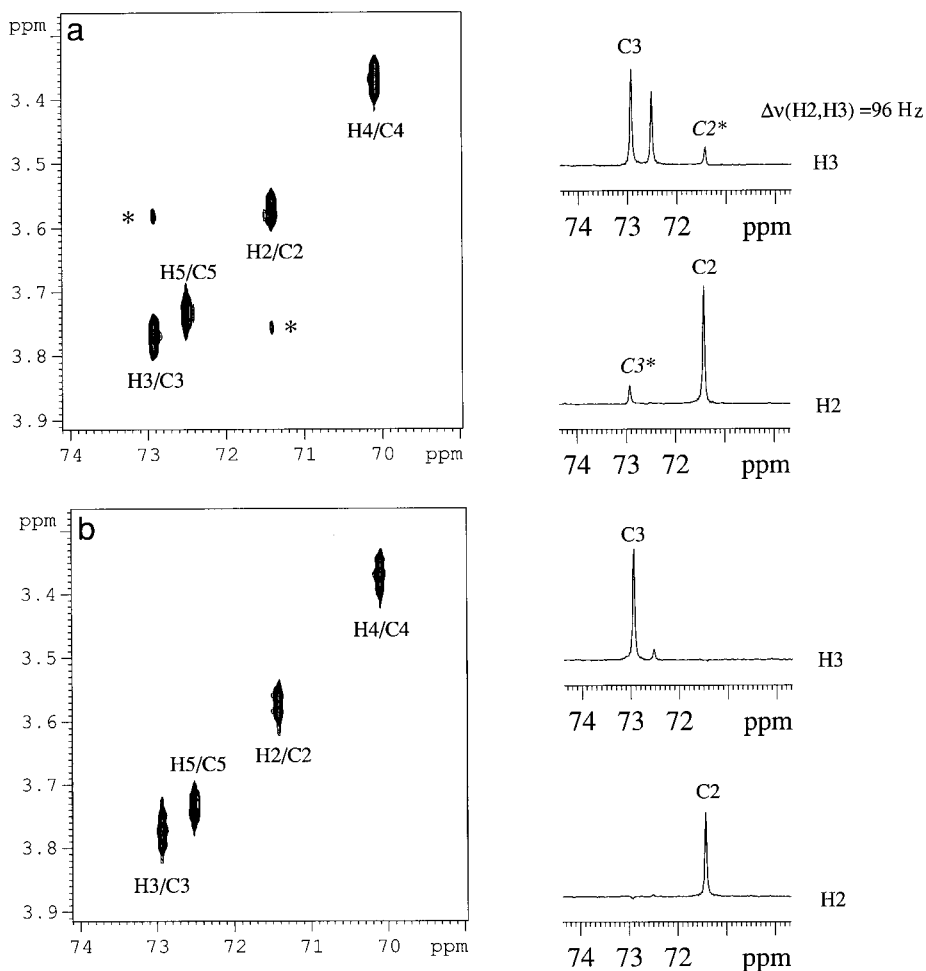 a
ppm
3.4
3.5
3.6
3.7
3.8
3.9
H4/C4
*
H2/C2
H5/C5
*
H3/C3
74 73 72 71 70 ppm
C3
C2*
Δν(H2,H3) =96 Hz
H3
74 73 72 ppm
C2
C3*
H2
74 73 72 ppm
b
ppm
3.4
3.5
3.6
3.7
3.8
3.9
H4/C4
H2/C2
H5/C5
H3/C3
74 73 72 71 70 ppm
C3
H3
74 73 72 ppm
C2
H2
74 73 72 ppm